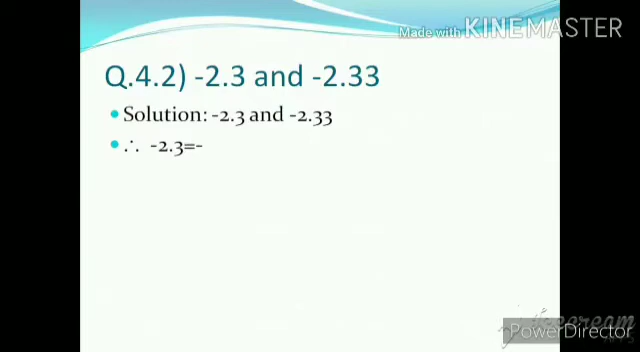 Made with KINEMASTER
Q.4.2) -2.3 and -2.33
Solution: -2.3 and -2.33
∴ -2.3=-
PowerDirector